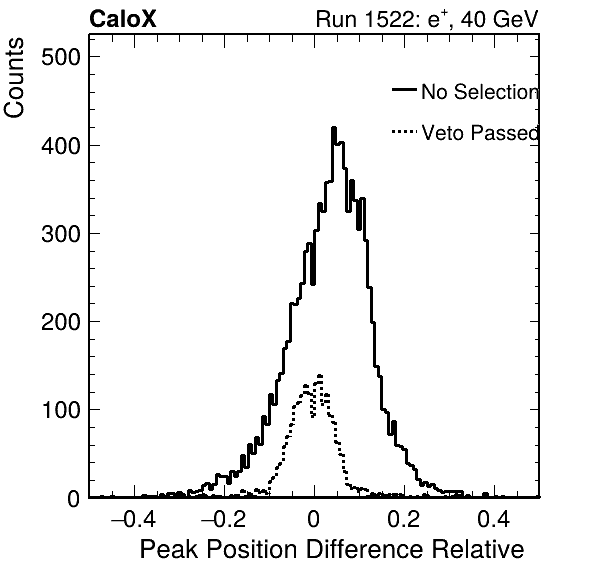 CaloX Run 1522: e⁺, 40 GeV
Counts
500
No Selection
Veto Passed
400
300
200
100
0
−0.4 −0.2 0 0.2 0.4
Peak Position Difference Relative